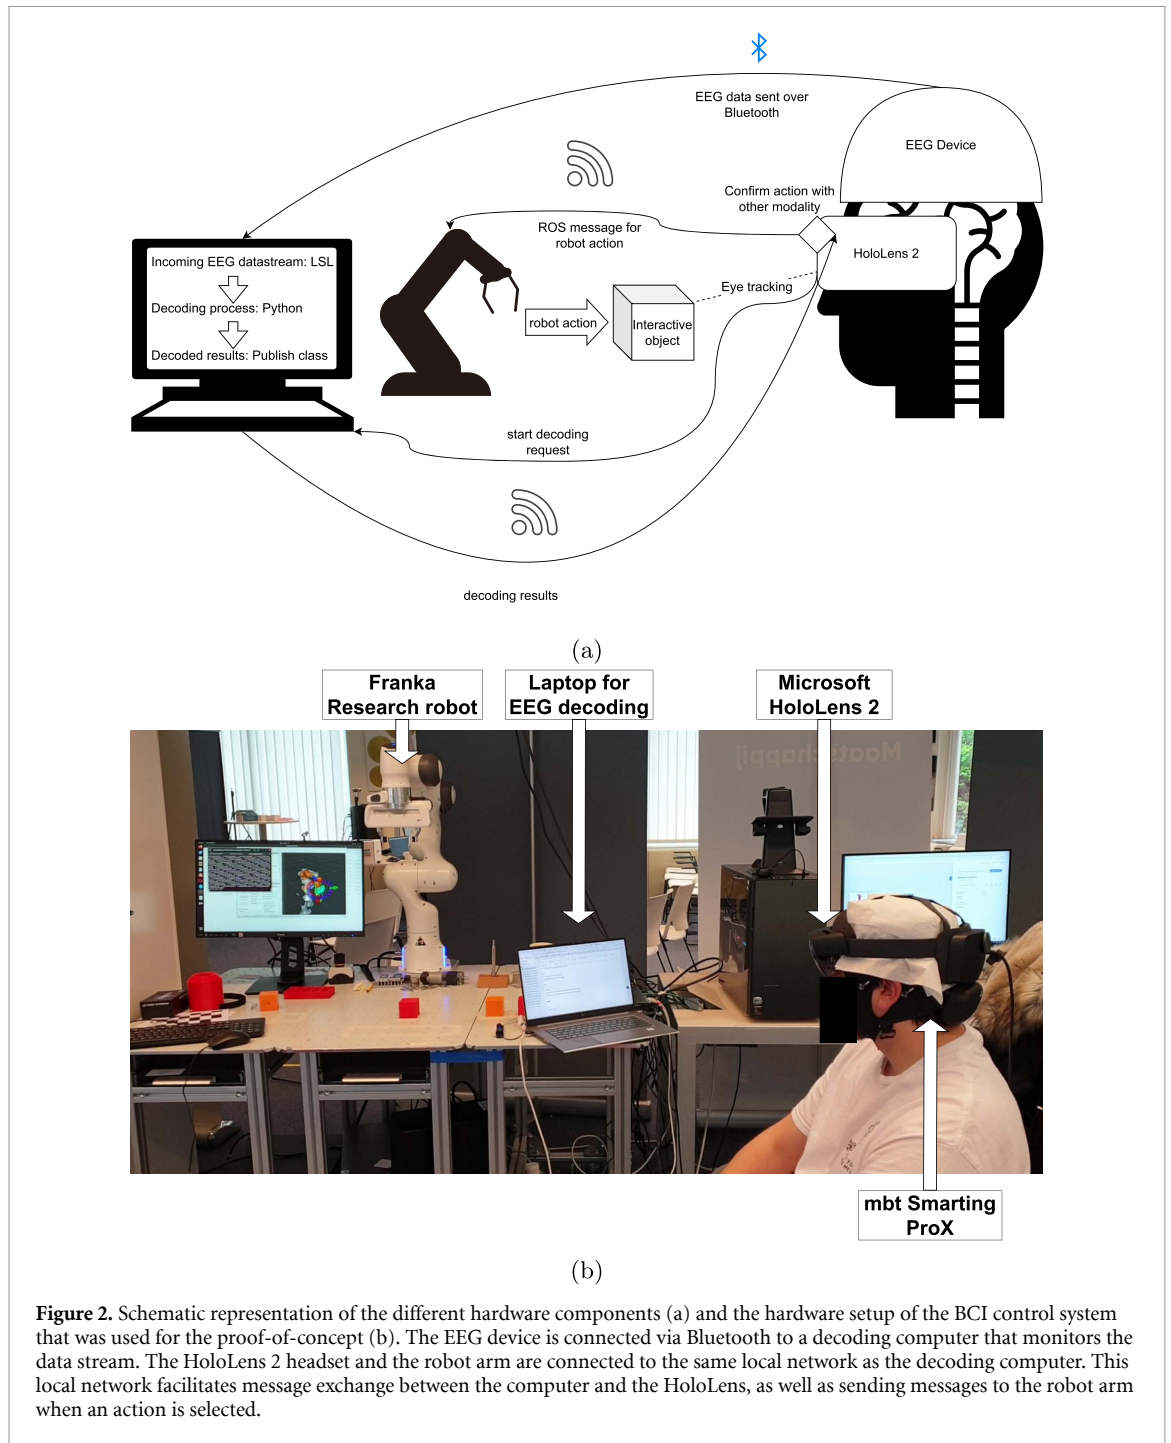 EEG data sent over
Bluetooth
EEG Device
Confirm action with
other modality
ROS message for
robot action
HoloLens 2
Incoming EEG datastream: LSL
Decoding process: Python
Decoded results: Publish class
Eye tracking
robot action
Interactive
object
start decoding
request
decoding results
(a)
Franka
Research robot
Laptop for
EEG decoding
Microsoft
HoloLens 2
Maatschappij
mbt Smarting
ProX
(b)
Figure 2. Schematic representation of the different hardware components (a) and the hardware setup of the BCI control system
that was used for the proof-of-concept (b). The EEG device is connected via Bluetooth to a decoding computer that monitors the
data stream. The HoloLens 2 headset and the robot arm are connected to the same local network as the decoding computer. This
local network facilitates message exchange between the computer and the HoloLens, as well as sending messages to the robot arm
when an action is selected.